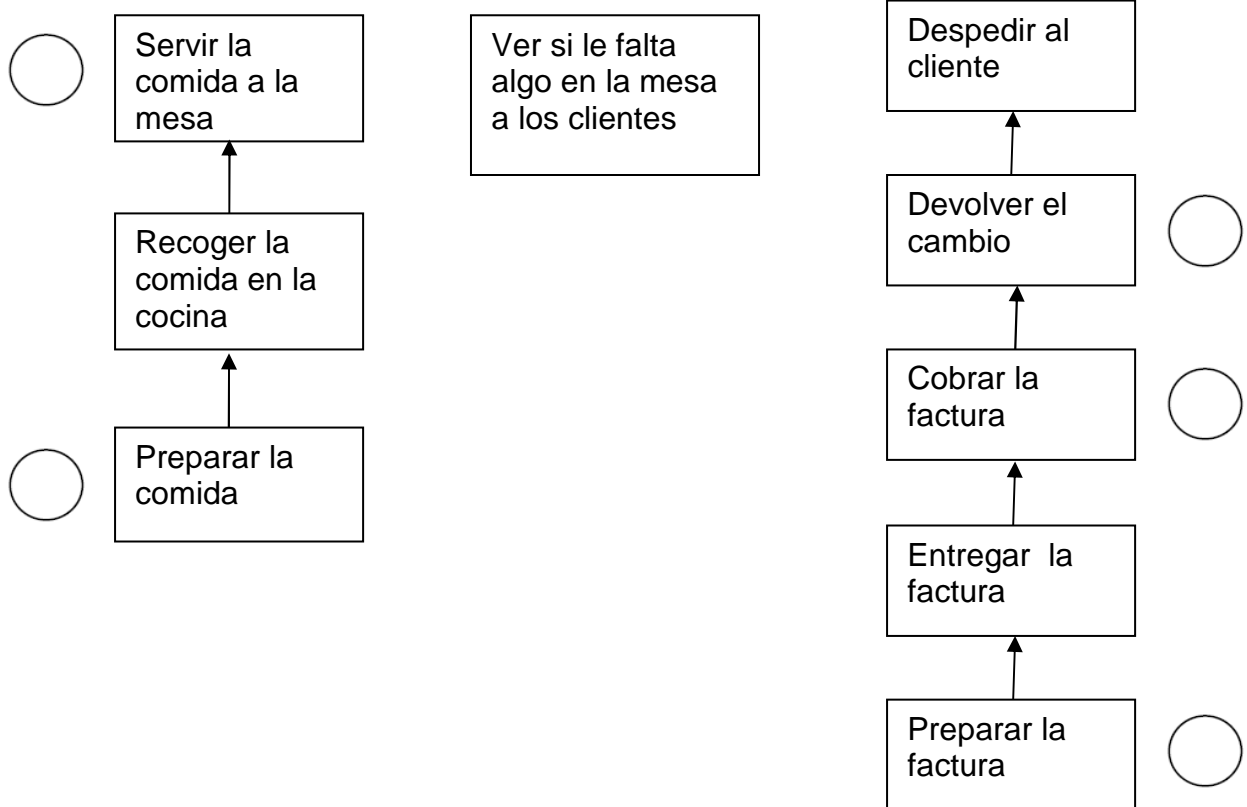 Servir la
comida a la
mesa
Recoger la
comida en la
cocina
Preparar la
comida
Ver si le falta
algo en la mesa
a los clientes
Despedir al
cliente
Devolver el
cambio
Cobrar la
factura
Entregar  la
factura
Preparar la
factura